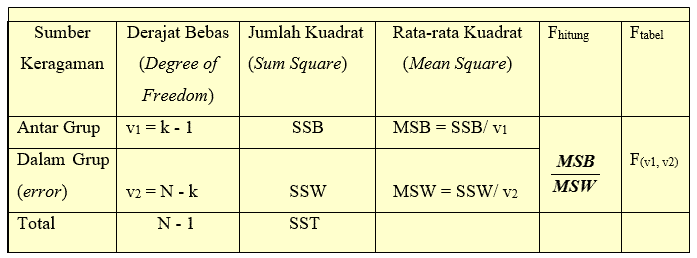 Sumber Keragaman | Derajat Bebas (Degree of Freedom) | Jumlah Kuadrat (Sum Square) | Rata-rata Kuadrat (Mean Square) | Fhitung | Ftabel
Antar Grup | v1 = k - 1 | SSB | MSB = SSB/ v1 | MSB / MSW | F(v1, v2)
Dalam Grup (error) | v2 = N - k | SSW | MSW = SSW/ v2
Total | N - 1 | SST